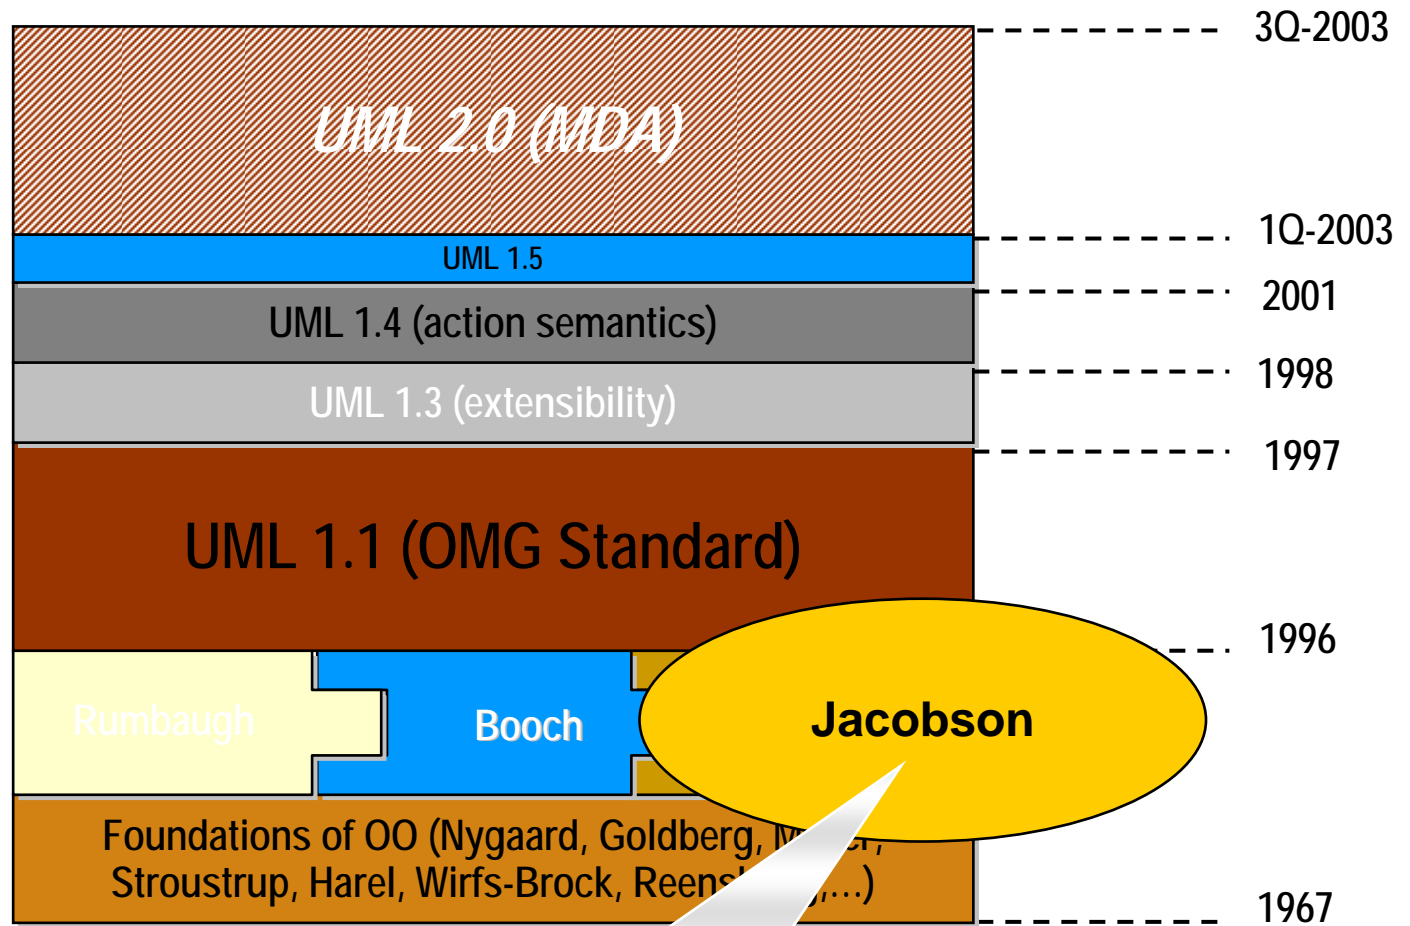 3Q-2003
UML 2.0 (MDA)
1Q-2003
UML 1.5
2001
UML 1.4 (action semantics)
1998
UML 1.3 (extensibility)
1997
UML 1.1 (OMG Standard)
1996
Rumbaugh
Booch
Jacobson
Foundations of OO (Nygaard, Goldberg,
Stroustrup, Harel, Wirfs-Brock, ...)
1967